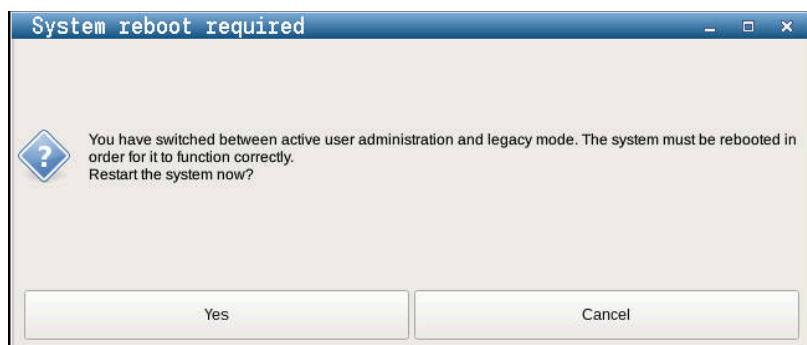 System reboot required
You have switched between active user administration and legacy mode. The system must be rebooted in
order for it to function correctly.
Restart the system now?
Yes
Cancel